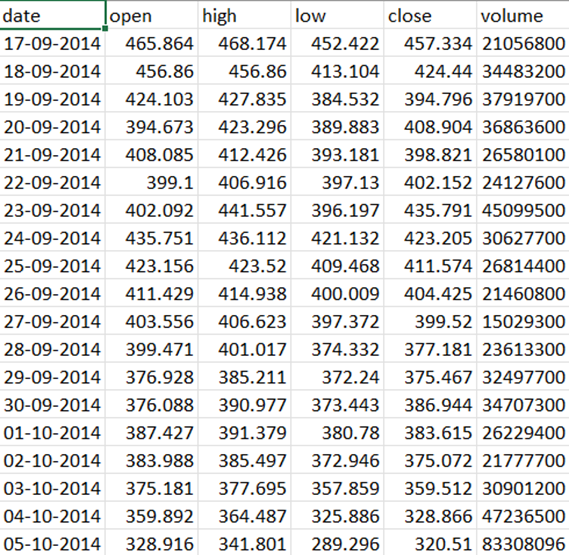 date open high low close volume
17-09-2014 465.864 468.174 452.422 457.334 21056800
18-09-2014 456.86 456.86 413.104 424.44 34483200
19-09-2014 424.103 427.835 384.532 394.796 37919700
20-09-2014 394.673 423.296 389.883 408.904 36863600
21-09-2014 408.085 412.426 393.181 398.821 26580100
22-09-2014 399.1 406.916 397.13 402.152 24127600
23-09-2014 402.092 441.557 396.197 435.791 45099500
24-09-2014 435.751 436.112 421.132 423.205 30627700
25-09-2014 423.156 423.52 409.468 411.574 26814400
26-09-2014 411.429 414.938 400.009 404.425 21460800
27-09-2014 403.556 406.623 397.372 399.52 15029300
28-09-2014 399.471 401.017 374.332 377.181 23613300
29-09-2014 376.928 385.211 372.24 375.467 32497700
30-09-2014 376.088 390.977 373.443 386.944 34707300
01-10-2014 387.427 391.379 380.78 383.615 26229400
02-10-2014 383.988 385.497 372.946 375.072 21777700
03-10-2014 375.181 377.695 357.859 359.512 30901200
04-10-2014 359.892 364.487 325.886 328.866 47236500
05-10-2014 328.916 341.801 289.296 320.51 83308096